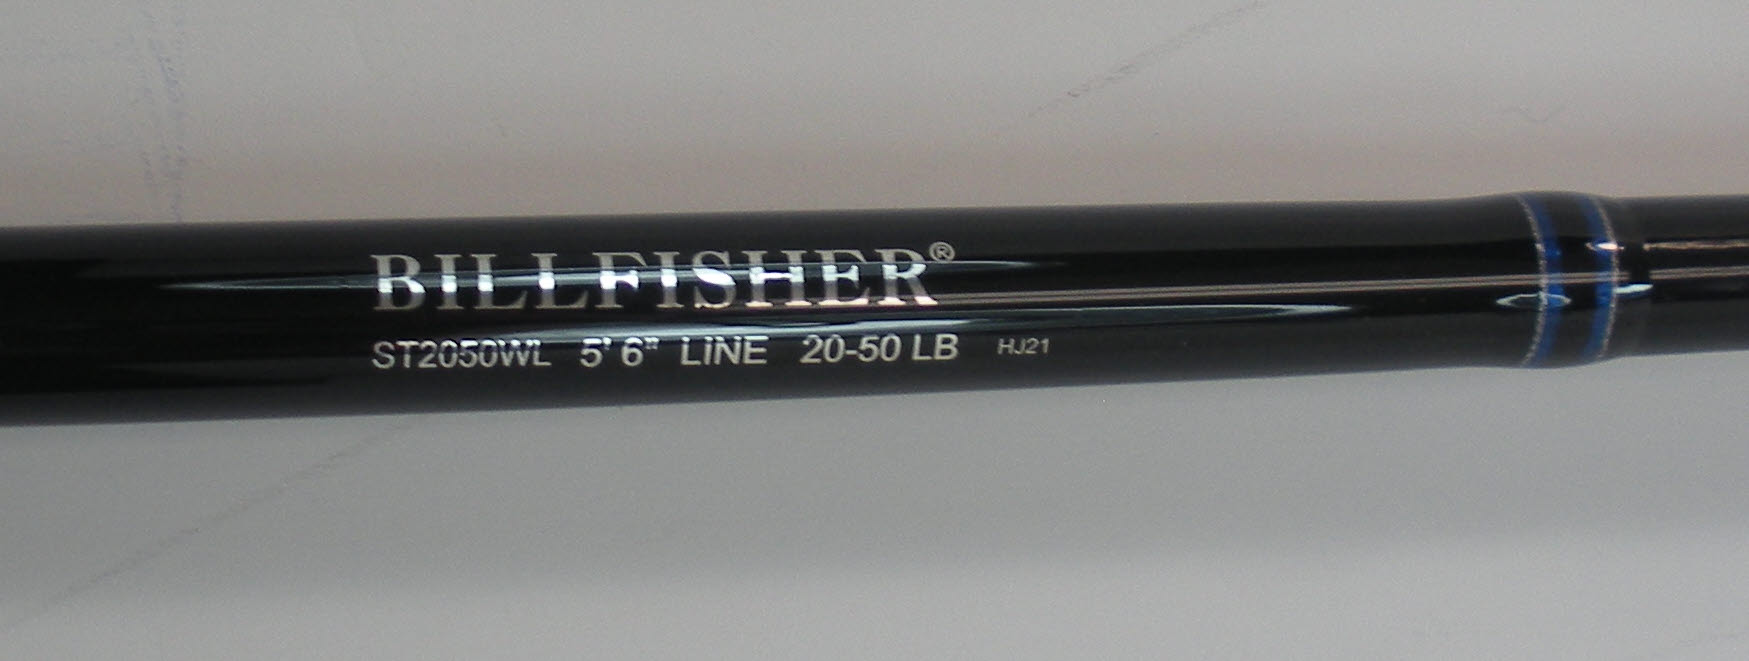 BILLFISHER®
ST2050WL 5' 6" LiNE 20-50 LB HJ21